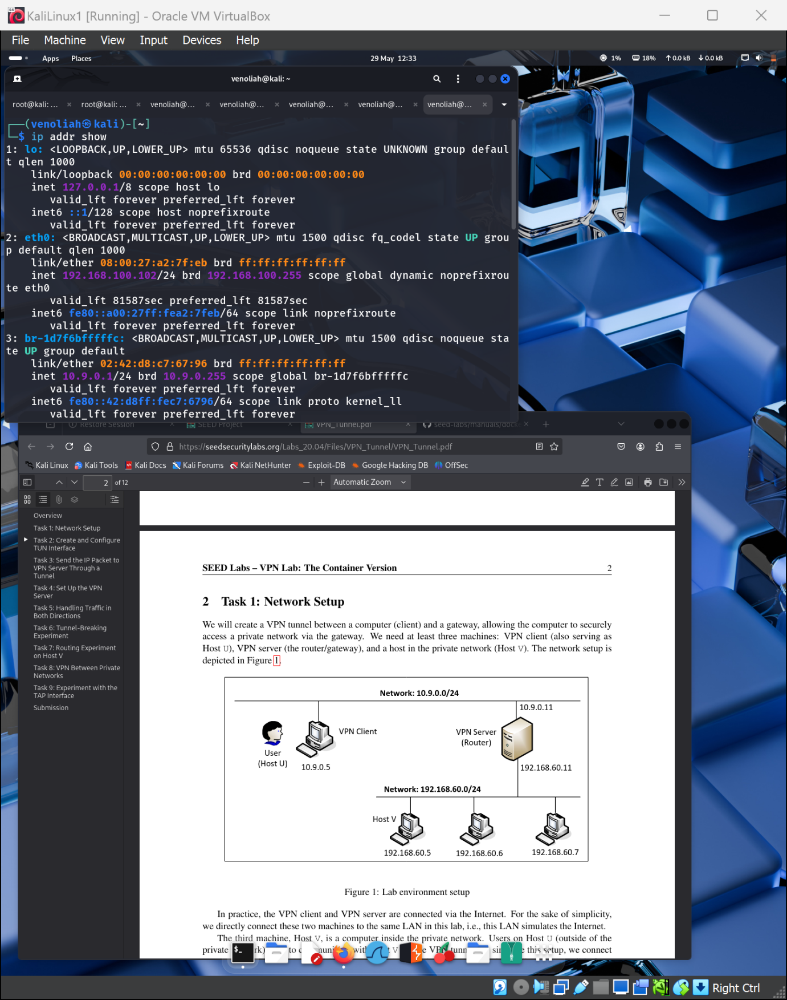 KaliLinux1 [Running] - Oracle VM VirtualBox
File Machine View Input Devices Help
Apps Places 29 May 12:33 1% 18% ↑0.0 kB ↓0.0 kB
venoliah@kali: ~
root@kali: ... × root@kali: ... × venoliah@... × venoliah@... × venoliah@... × venoliah@... × venoliah@... ×
┌──(venoliah㉿kali)-[~]
└─$ ip addr show
1: lo: <LOOPBACK,UP,LOWER_UP> mtu 65536 qdisc noqueue state UNKNOWN group defaul
t qlen 1000
link/loopback 00:00:00:00:00:00 brd 00:00:00:00:00:00
inet 127.0.0.1/8 scope host lo
valid_lft forever preferred_lft forever
inet6 ::1/128 scope host noprefixroute
valid_lft forever preferred_lft forever
2: eth0: <BROADCAST,MULTICAST,UP,LOWER_UP> mtu 1500 qdisc fq_codel state UP grou
p default qlen 1000
link/ether 08:00:27:a2:7f:eb brd ff:ff:ff:ff:ff:ff
inet 192.168.100.102/24 brd 192.168.100.255 scope global dynamic noprefixrou
te eth0
valid_lft 81587sec preferred_lft 81587sec
inet6 fe80::a00:27ff:fea2:7feb/64 scope link noprefixroute
valid_lft forever preferred_lft forever
3: br-1d7f6bfffffc: <BROADCAST,MULTICAST,UP,LOWER_UP> mtu 1500 qdisc noqueue sta
te UP group default
link/ether 02:42:d8:c7:67:96 brd ff:ff:ff:ff:ff:ff
inet 10.9.0.1/24 brd 10.9.0.255 scope global br-1d7f6bfffffc
valid_lft forever preferred_lft forever
inet6 fe80::42:d8ff:fec7:6796/64 scope link proto kernel_ll
valid_lft forever preferred_lft forever
Restore Session × SEED Project × VPN_Tunnel.pdf × seed-labs/manuals/docke × +
https://seedsecuritylabs.org/Labs_20.04/Files/VPN_Tunnel/VPN_Tunnel.pdf
Kali Linux Kali Tools Kali Docs Kali Forums Kali NetHunter Exploit-DB Google Hacking DB OffSec
2 of 12 − + Automatic Zoom
Overview
Task 1: Network Setup
Task 2: Create and Configure
TUN Interface
Task 3: Send the IP Packet to
VPN Server Through a
Tunnel
Task 4: Set Up the VPN
Server
Task 5: Handling Traffic in
Both Directions
Task 6: Tunnel-Breaking
Experiment
Task 7: Routing Experiment
on Host V
Task 8: VPN Between Private
Networks
Task 9: Experiment with the
TAP Interface
Submission
SEED Labs – VPN Lab: The Container Version 2
2 Task 1: Network Setup
We will create a VPN tunnel between a computer (client) and a gateway, allowing the computer to securely
access a private network via the gateway. We need at least three machines: VPN client (also serving as
Host U), VPN server (the router/gateway), and a host in the private network (Host V). The network setup is
depicted in Figure 1.
Network: 10.9.0.0/24
10.9.0.11
VPN Client
VPN Server
(Router)
User
(Host U)
10.9.0.5
192.168.60.11
Network: 192.168.60.0/24
Host V
192.168.60.5
192.168.60.6
192.168.60.7
Figure 1: Lab environment setup
In practice, the VPN client and VPN server are connected via the Internet. For the sake of simplicity,
we directly connect these two machines to the same LAN in this lab, i.e., this LAN simulates the Internet.
The third machine, Host V, is a computer inside the private network. Users on Host U (outside of the
private to this setup, we connect
Right Ctrl